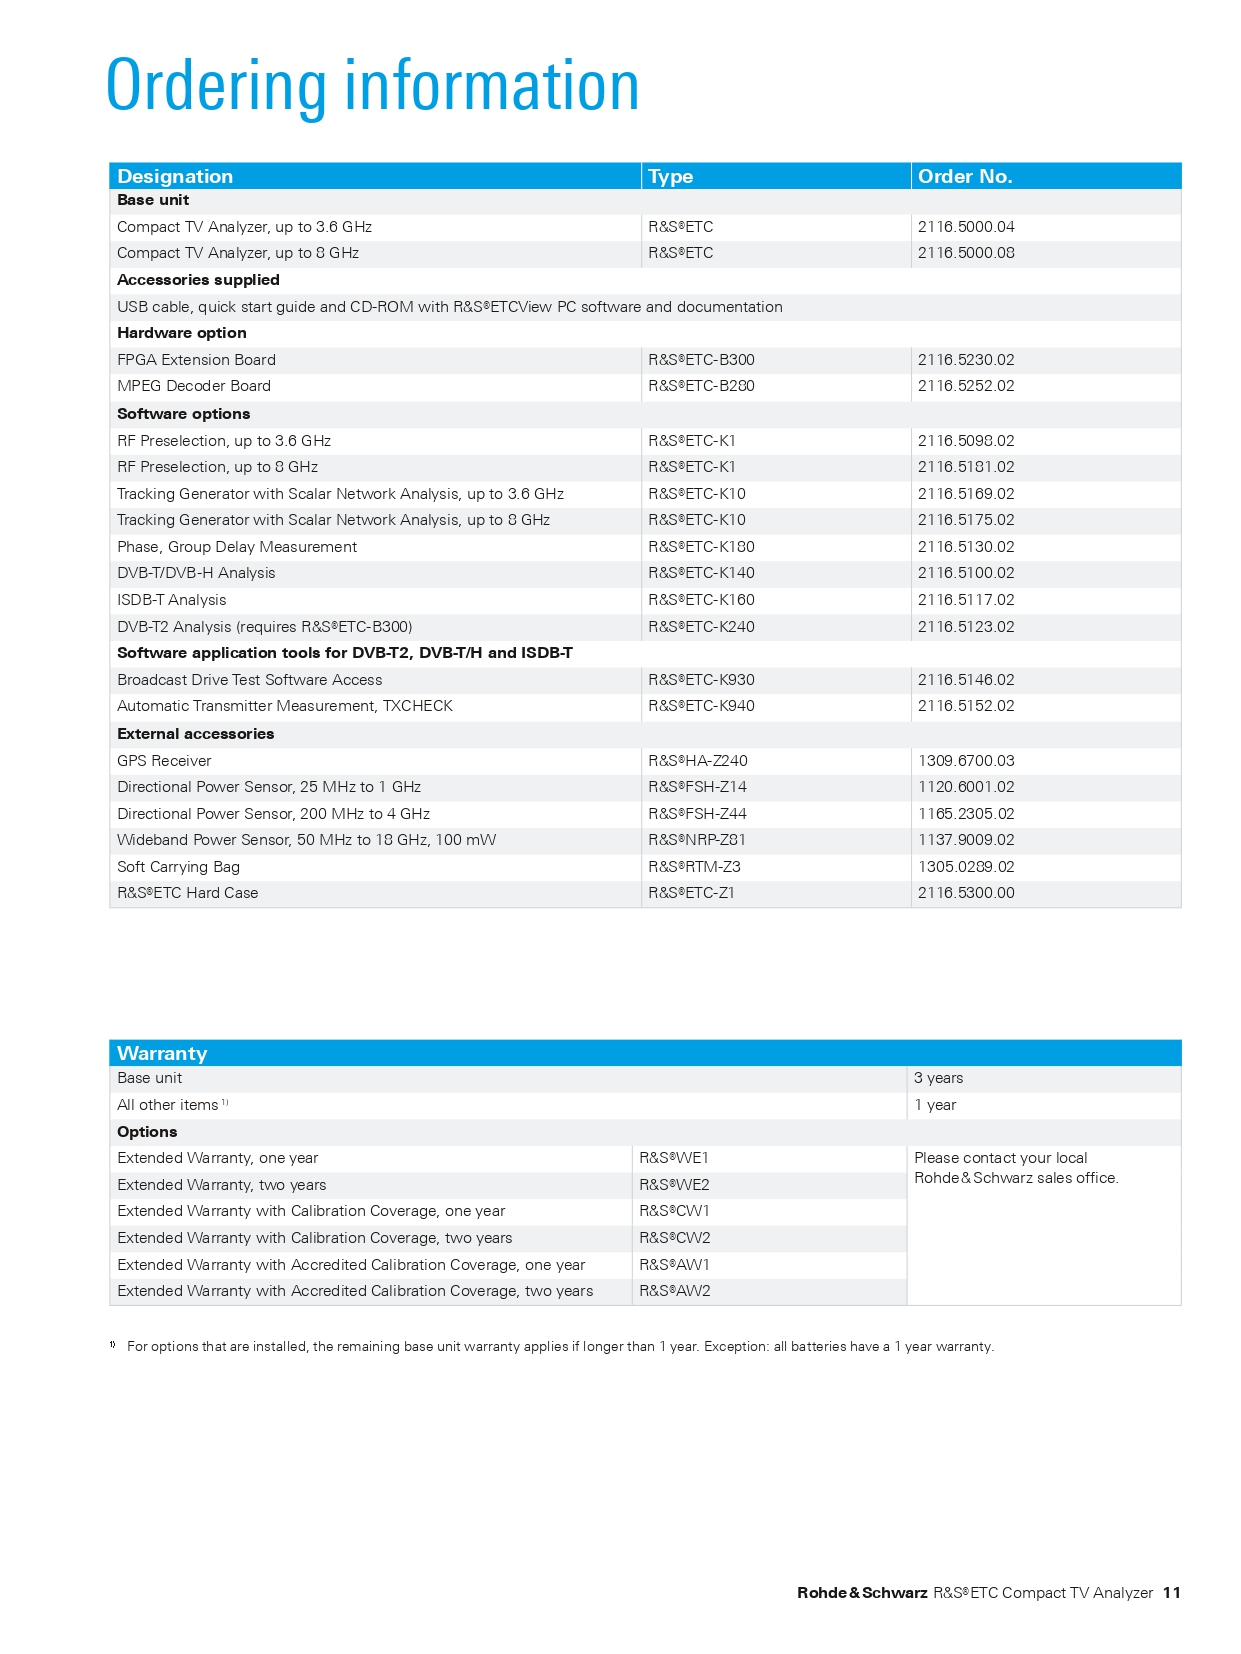 Ordering information
Designation Type Order No.
Base unit
Compact TV Analyzer, up to 3.6 GHz R&S®ETC 2116.5000.04
Compact TV Analyzer, up to 8 GHz R&S®ETC 2116.5000.08
Accessories supplied
USB cable, quick start guide and CD-ROM with R&S®ETCView PC software and documentation
Hardware option
FPGA Extension Board R&S®ETC-B300 2116.5230.02
MPEG Decoder Board R&S®ETC-B280 2116.5252.02
Software options
RF Preselection, up to 3.6 GHz R&S®ETC-K1 2116.5098.02
RF Preselection, up to 8 GHz R&S®ETC-K1 2116.5181.02
Tracking Generator with Scalar Network Analysis, up to 3.6 GHz R&S®ETC-K10 2116.5169.02
Tracking Generator with Scalar Network Analysis, up to 8 GHz R&S®ETC-K10 2116.5175.02
Phase, Group Delay Measurement R&S®ETC-K180 2116.5130.02
DVB-T/DVB-H Analysis R&S®ETC-K140 2116.5100.02
ISDB-T Analysis R&S®ETC-K160 2116.5117.02
DVB-T2 Analysis (requires R&S®ETC-B300) R&S®ETC-K240 2116.5123.02
Software application tools for DVB-T2, DVB-T/H and ISDB-T
Broadcast Drive Test Software Access R&S®ETC-K930 2116.5146.02
Automatic Transmitter Measurement, TXCHECK R&S®ETC-K940 2116.5152.02
External accessories
GPS Receiver R&S®HA-Z240 1309.6700.03
Directional Power Sensor, 25 MHz to 1 GHz R&S®FSH-Z14 1120.6001.02
Directional Power Sensor, 200 MHz to 4 GHz R&S®FSH-Z44 1165.2305.02
Wideband Power Sensor, 50 MHz to 18 GHz, 100 mW R&S®NRP-Z81 1137.9009.02
Soft Carrying Bag R&S®RTM-Z3 1305.0289.02
R&S®ETC Hard Case R&S®ETC-Z1 2116.5300.00
Warranty
Base unit 3 years
All other items 1) 1 year
Options
Extended Warranty, one year R&S®WE1 Please contact your local
Rohde & Schwarz sales office.
Extended Warranty, two years R&S®WE2
Extended Warranty with Calibration Coverage, one year R&S®CW1
Extended Warranty with Calibration Coverage, two years R&S®CW2
Extended Warranty with Accredited Calibration Coverage, one year R&S®AW1
Extended Warranty with Accredited Calibration Coverage, two years R&S®AW2
1) For options that are installed, the remaining base unit warranty applies if longer than 1 year. Exception: all batteries have a 1 year warranty.
Rohde & Schwarz R&S®ETC Compact TV Analyzer 11